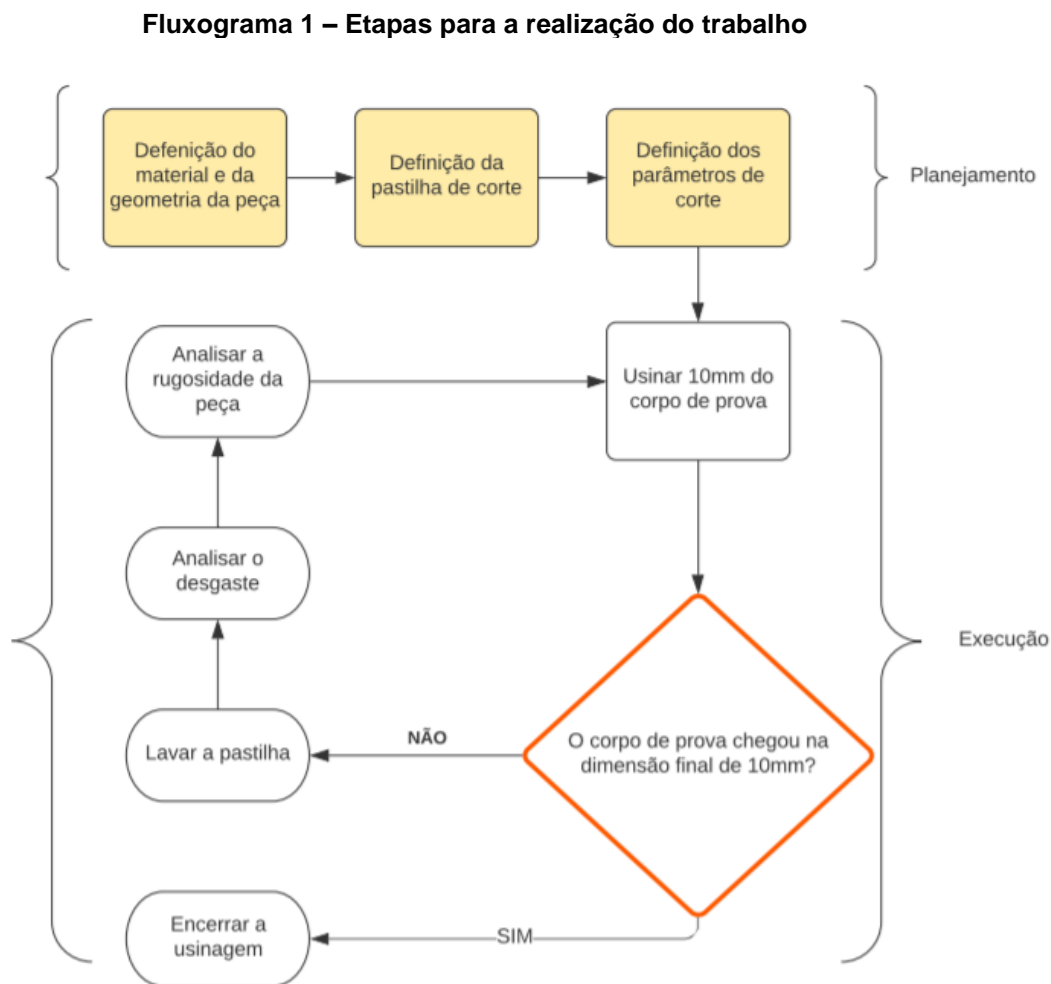 Fluxograma 1 – Etapas para a realização do trabalho
Defenição do
material e da
geometria da peça
Definição da
pastilha de corte
Definição dos
parâmetros de
corte
Planejamento
Analisar a
rugosidade da
peça
Usinar 10mm do
corpo de prova
Analisar o
desgaste
Execução
Lavar a pastilha
NÃO
O corpo de prova chegou na
dimensão final de 10mm?
Encerrar a
usinagem
SIM